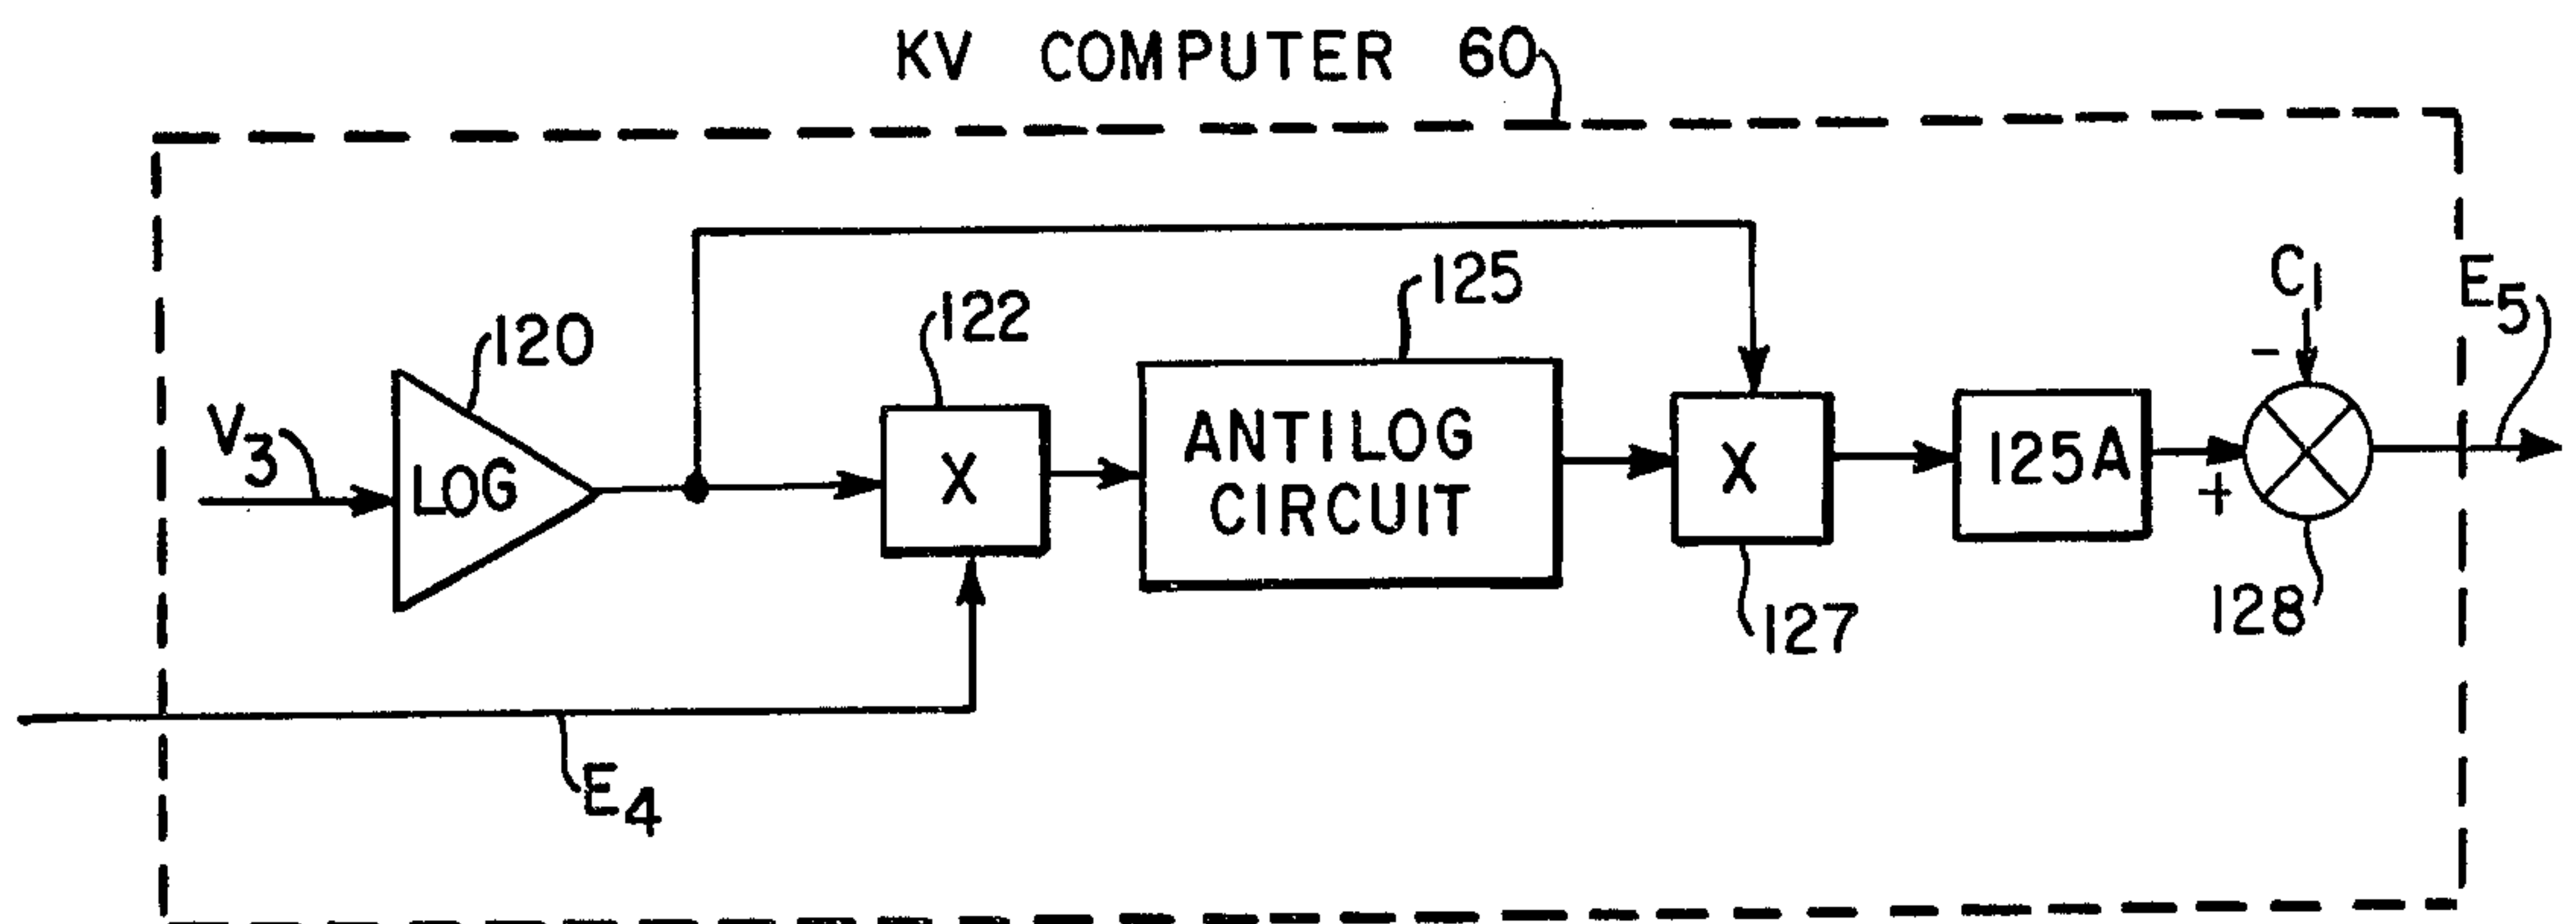 KV COMPUTER 60
V3
LOG
120
122
X
125
ANTILOG
CIRCUIT
X
127
125A
C1
-
+
128
E5
E4